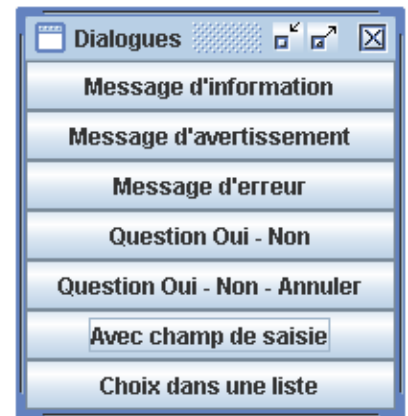 Dialogues
Message d'information
Message d'avertissement
Message d'erreur
Question Oui - Non
Question Oui - Non - Annuler
Avec champ de saisie
Choix dans une liste